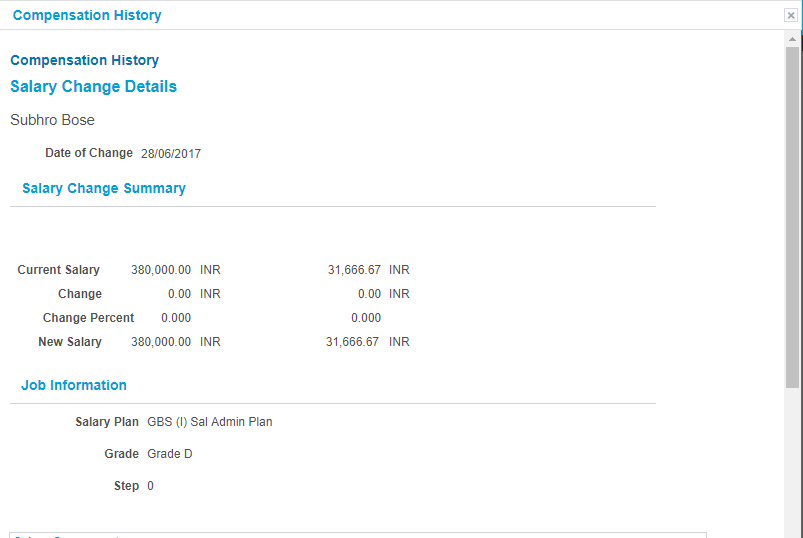 Compensation History
Compensation History
Salary Change Details
Subhro Bose
Date of Change 28/06/2017
Salary Change Summary
Current Salary 380,000.00 INR 31,666.67 INR
Change 0.00 INR 0.00 INR
Change Percent 0.000 0.000
New Salary 380,000.00 INR 31,666.67 INR
Job Information
Salary Plan GBS (I) Sal Admin Plan
Grade Grade D
Step 0